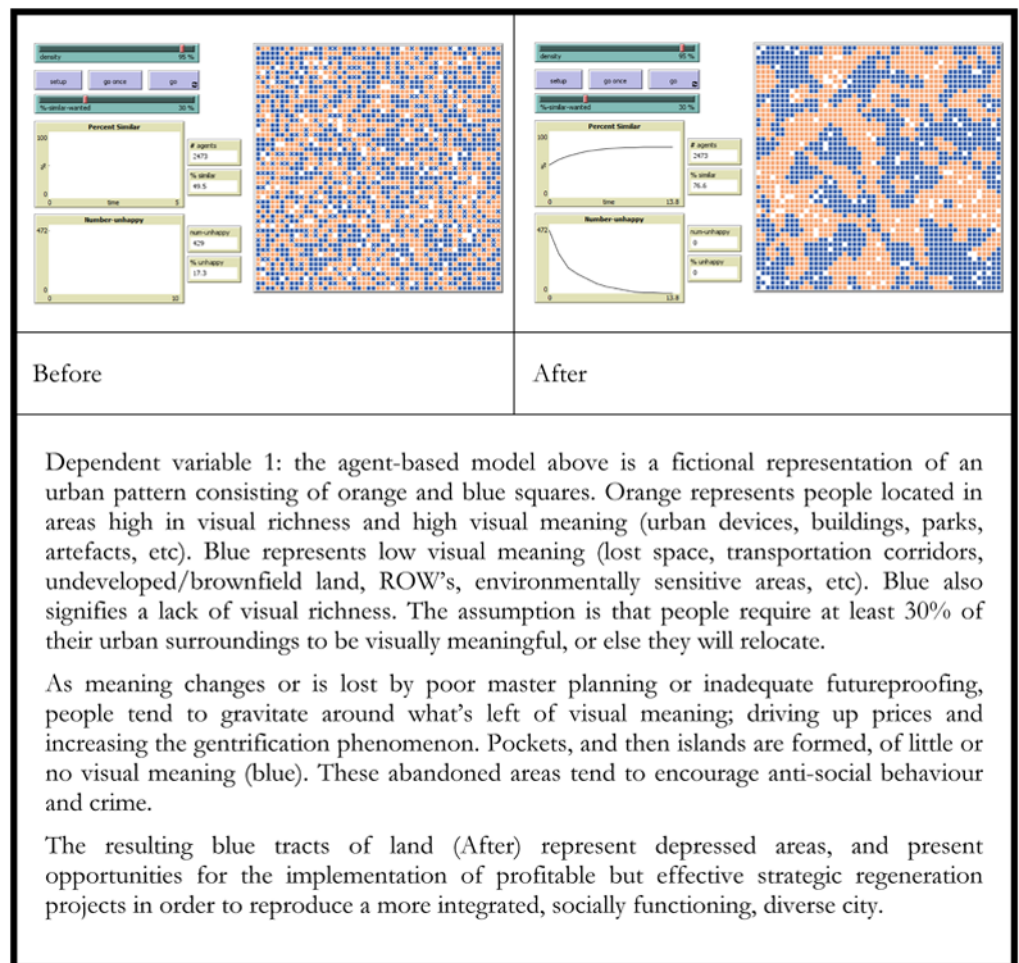 density 95 %
setup go once go
%-similar-wanted 30 %
Percent Similar
100
%
0
0 time 5
# agents
2473
% similar
49.5
Number-unhappy
472
0
0 10
num-unhappy
429
% unhappy
17.3
density 95 %
setup go once go
%-similar-wanted 30 %
Percent Similar
100
%
0
0 time 13.8
# agents
2473
% similar
76.6
Number-unhappy
472
0
0 13.8
num-unhappy
0
% unhappy
0
Before
After
Dependent variable 1: the agent-based model above is a fictional representation of an
urban pattern consisting of orange and blue squares. Orange represents people located in
areas high in visual richness and high visual meaning (urban devices, buildings, parks,
artefacts, etc). Blue represents low visual meaning (lost space, transportation corridors,
undeveloped/brownfield land, ROW's, environmentally sensitive areas, etc). Blue also
signifies a lack of visual richness. The assumption is that people require at least 30% of
their urban surroundings to be visually meaningful, or else they will relocate.
As meaning changes or is lost by poor master planning or inadequate futureproofing,
people tend to gravitate around what's left of visual meaning; driving up prices and
increasing the gentrification phenomenon. Pockets, and then islands are formed, of little or
no visual meaning (blue). These abandoned areas tend to encourage anti-social behaviour
and crime.
The resulting blue tracts of land (After) represent depressed areas, and present
opportunities for the implementation of profitable but effective strategic regeneration
projects in order to reproduce a more integrated, socially functioning, diverse city.